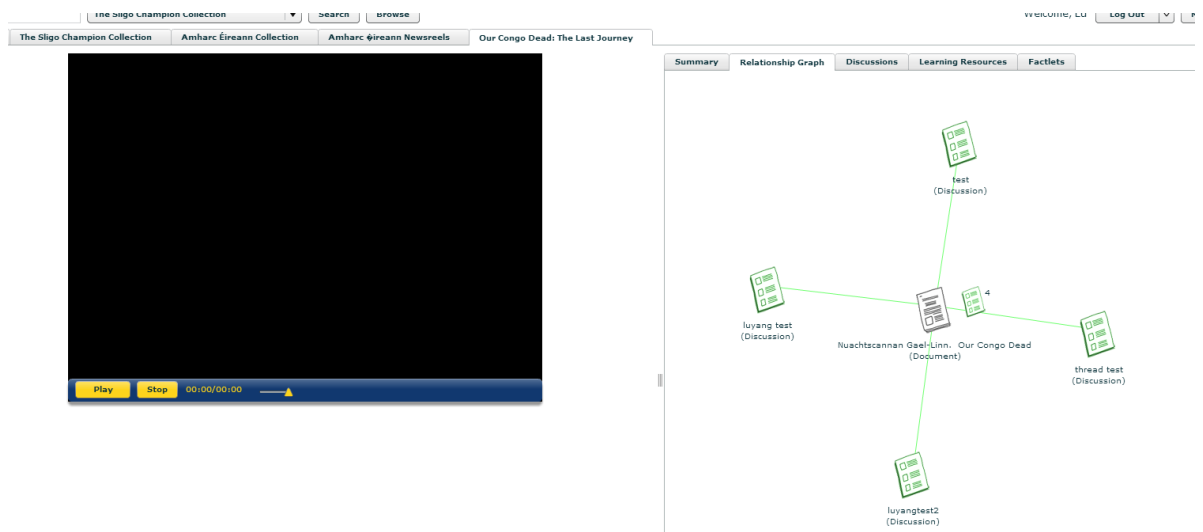 The Sligo Champion Collection
Search
Browse
Welcome, Lu
Log Out
The Sligo Champion Collection
Amharc Éireann Collection
Amharc �ireann Newsreels
Our Congo Dead: The Last Journey
Summary
Relationship Graph
Discussions
Learning Resources
Factlets
test
(Discussion)
4
luyang test
(Discussion)
Nuachtscannan Gael-Linn. Our Congo Dead
(Document)
thread test
(Discussion)
Play
Stop
00:00/00:00
luyangtest2
(Discussion)